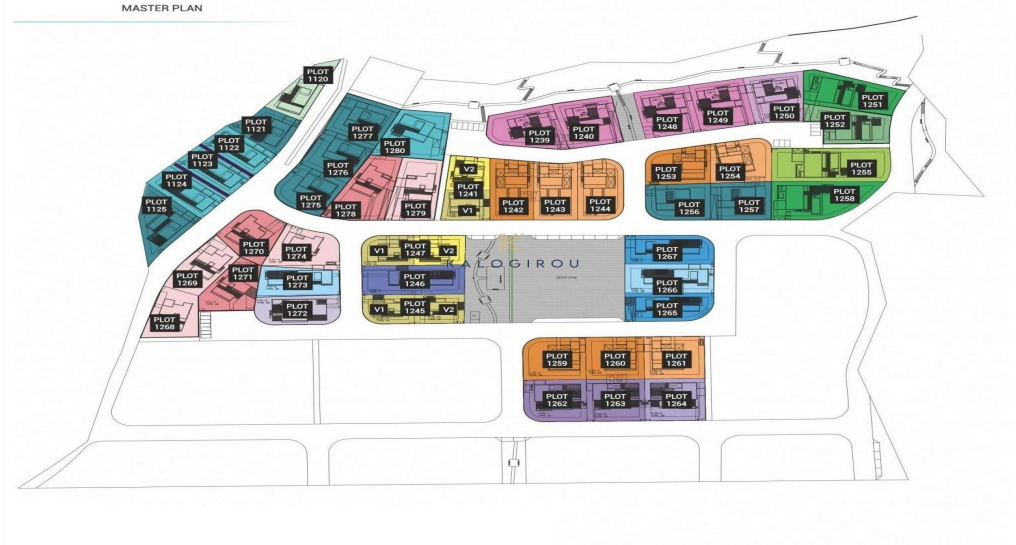 MASTER PLAN
PLOT
1120
PLOT
1121
PLOT
1122
PLOT
1123
PLOT
1124
PLOT
1125
PLOT
1277
PLOT
1280
PLOT
1276
PLOT
1275
PLOT
1278
PLOT
1279
V2
PLOT
1241
V1
PLOT
1242
PLOT
1243
PLOT
1244
PLOT
1239
PLOT
1240
PLOT
1248
PLOT
1249
PLOT
1250
PLOT
1251
PLOT
1252
PLOT
1253
PLOT
1254
PLOT
1255
PLOT
1256
PLOT
1257
PLOT
1258
PLOT
1270
PLOT
1274
PLOT
1269
PLOT
1271
PLOT
1273
PLOT
1272
PLOT
1268
V1
PLOT
1247
V2
PLOT
1246
V1
PLOT
1245
V2
KALOGIROU
PLOT
1267
PLOT
1266
PLOT
1265
PLOT
1259
PLOT
1260
PLOT
1261
PLOT
1262
PLOT
1263
PLOT
1264